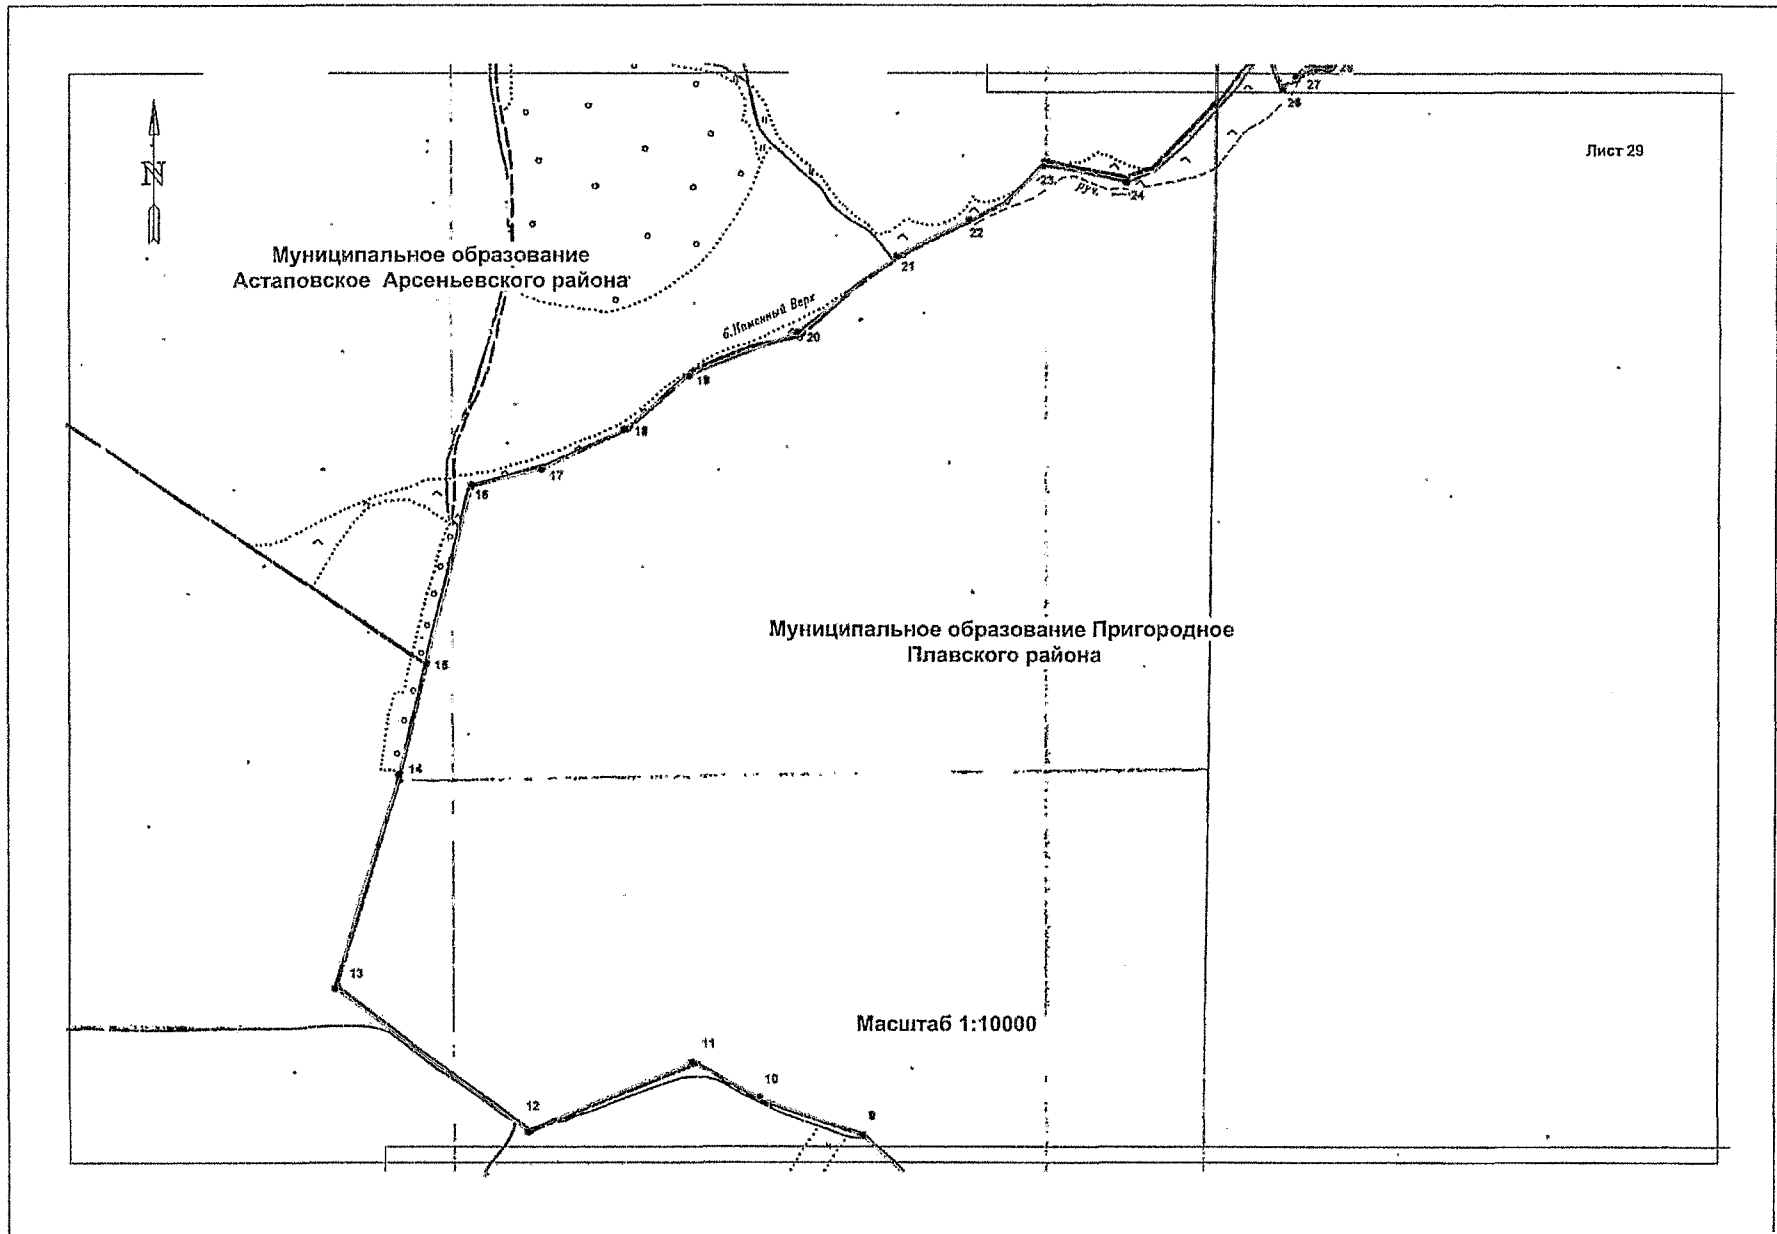 28
27
26
Лист 29
N
23
руч.
24
22
21
Муниципальное образование
Астаповское Арсеньевского района
б.Каменный Верх
20
19
18
17
16
Муниципальное образование Пригородное
Плавского района
15
14
13
Масштаб 1:10000
11
10
12
9